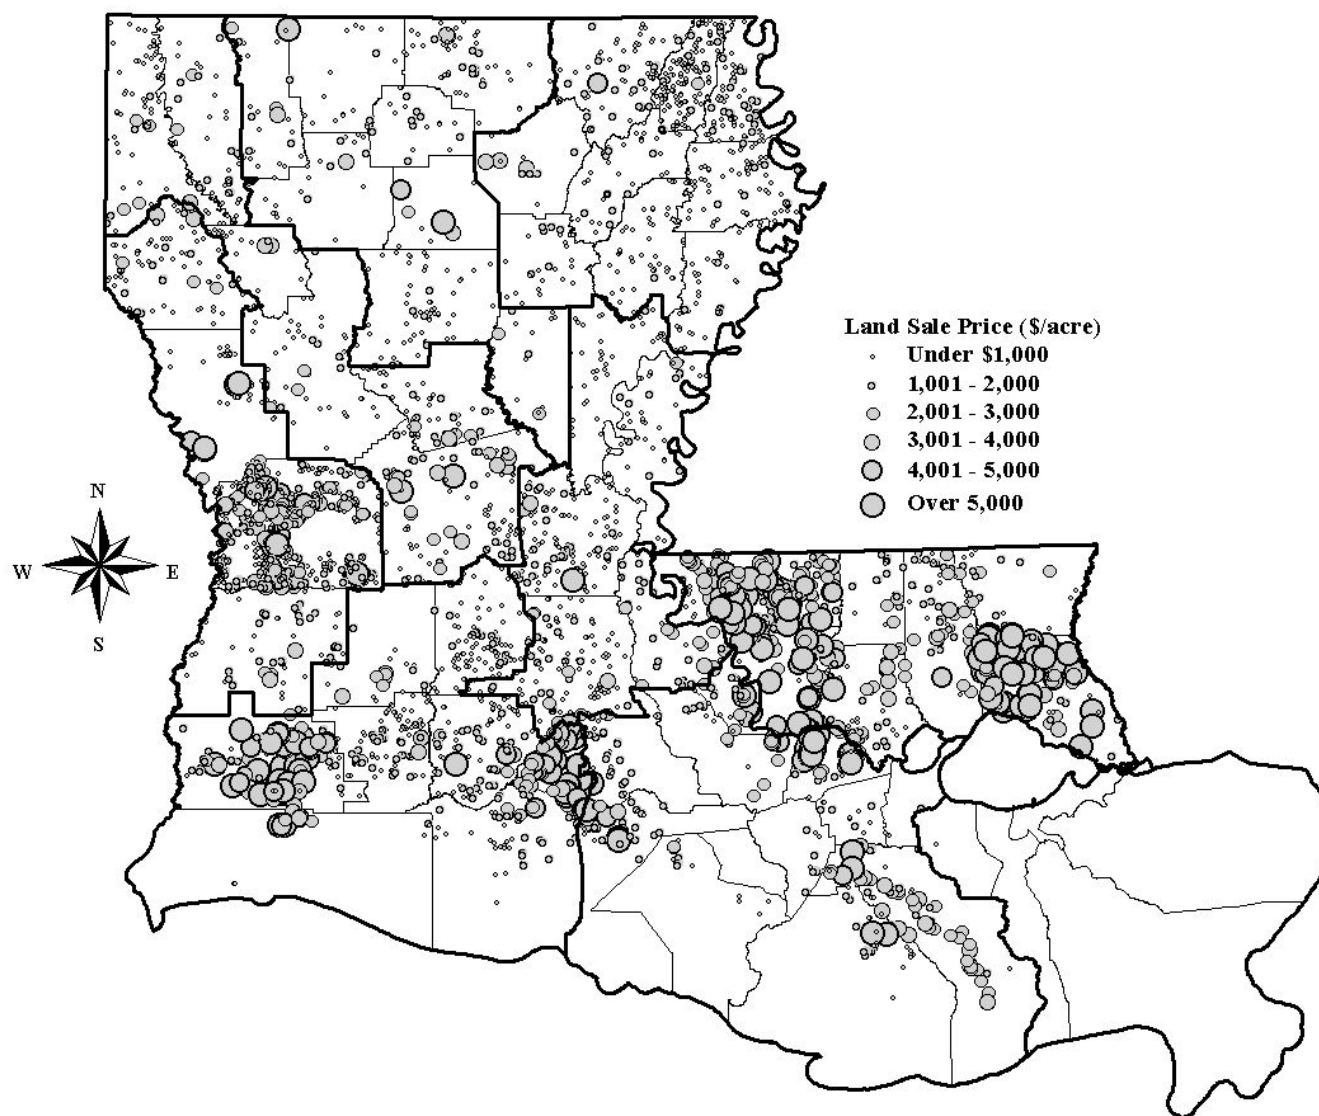 Land Sale Price ($/acre)
Under $1,000
1,001 - 2,000
2,001 - 3,000
3,001 - 4,000
4,001 - 5,000
Over 5,000
N
W E
S